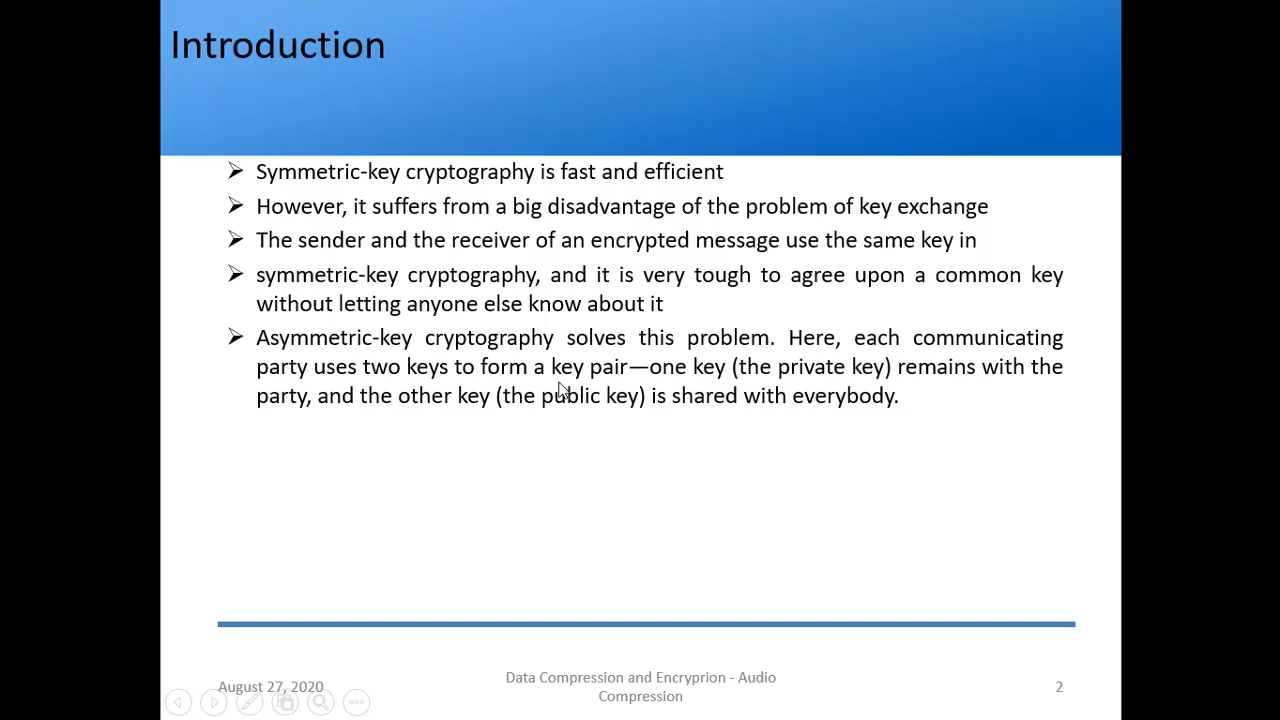 Introduction
Symmetric-key cryptography is fast and efficient
However, it suffers from a big disadvantage of the problem of key exchange
The sender and the receiver of an encrypted message use the same key in
symmetric-key cryptography, and it is very tough to agree upon a common key
without letting anyone else know about it
Asymmetric-key cryptography solves this problem. Here, each communicating
party uses two keys to form a key pair—one key (the private key) remains with the
party, and the other key (the public key) is shared with everybody.
August 27, 2020
Data Compression and Encryprion - Audio
Compression
2